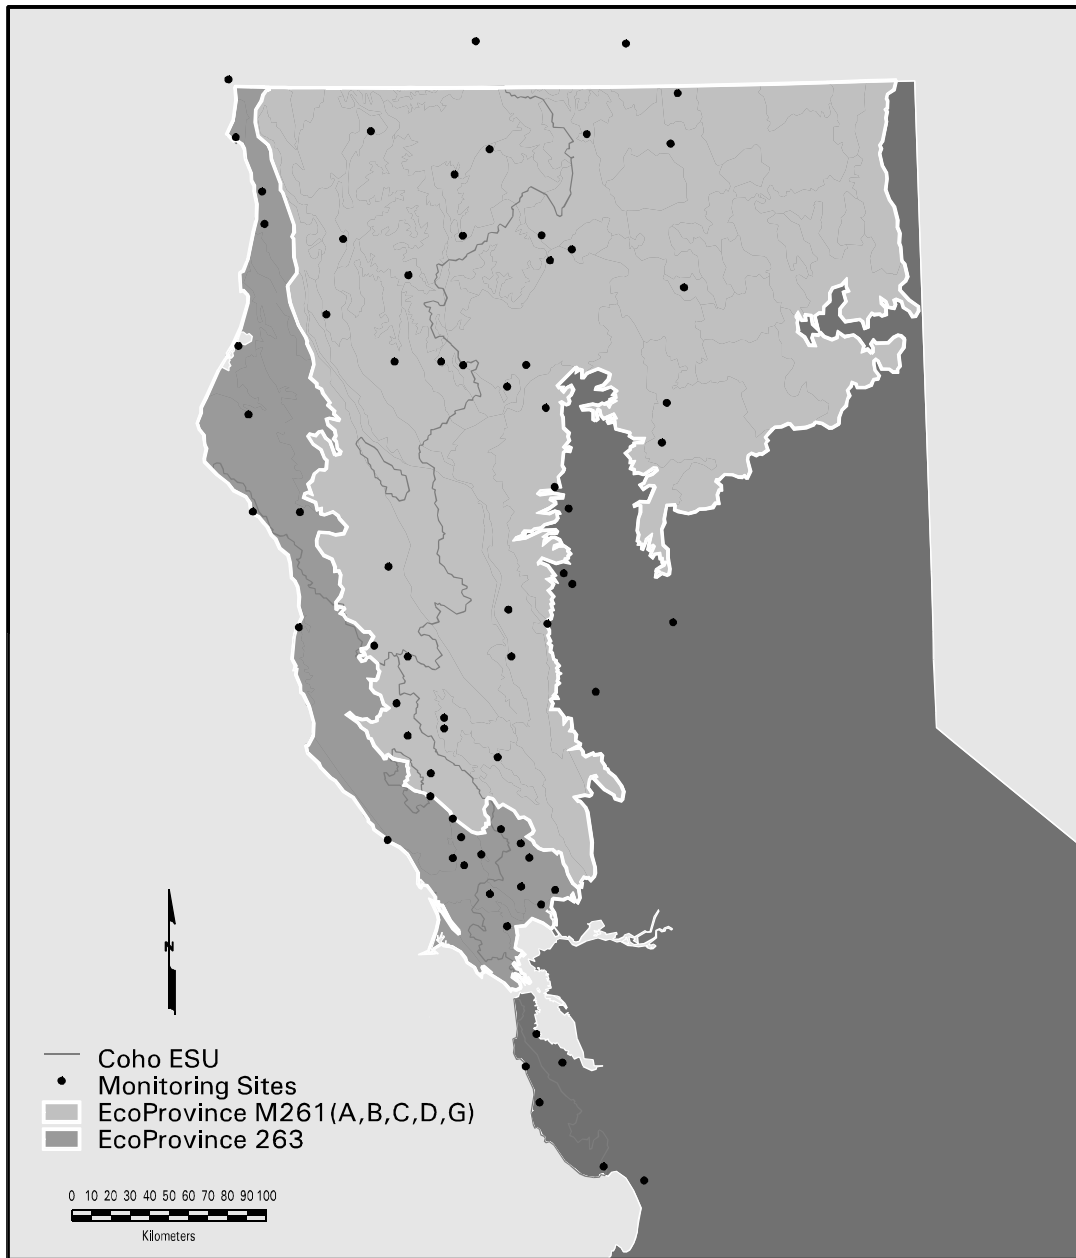 N
Coho ESU
Monitoring Sites
EcoProvince M261(A,B,C,D,G)
EcoProvince 263
0 10 20 30 40 50 60 70 80 90 100
Kilometers